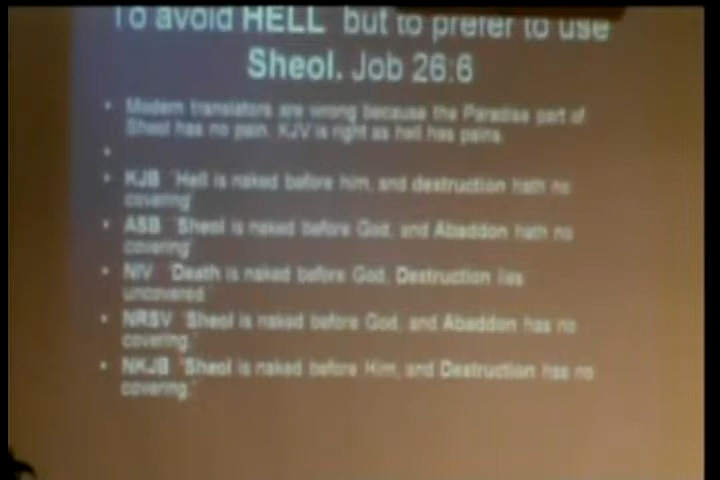 To avoid HELL but to prefer to use
Sheol. Job 26:6
• Modern translators are wrong because the Paradise part of
Sheol has no pain. KJV is right as hell has pains.
•
• KJB "Hell is naked before him, and destruction hath no
covering"
• ASB "Sheol is naked before God, and Abaddon hath no
covering"
• NIV "Death is naked before God, Destruction lies
uncovered."
• NRSV "Sheol is naked before God, and Abaddon has no
covering."
• NKJB "Sheol is naked before Him, and Destruction has no
covering."